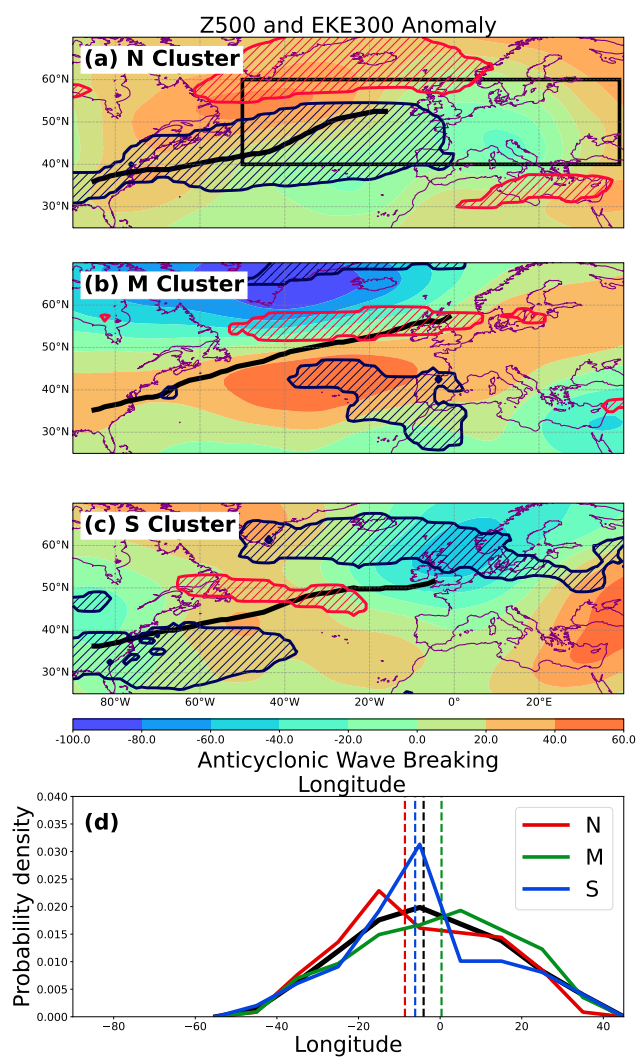 Z500 and EKE300 Anomaly
(a) N Cluster
60°N
50°N
40°N
30°N
(b) M Cluster
60°N
50°N
40°N
30°N
(c) S Cluster
60°N
50°N
40°N
30°N
80°W 60°W 40°W 20°W 0° 20°E
-100.0 -80.0 -60.0 -40.0 -20.0 0.0 20.0 40.0 60.0
Anticyclonic Wave Breaking
Longitude
(d)
N
M
S
Probability density
0.040
0.035
0.030
0.025
0.020
0.015
0.010
0.005
0.000
−80 −60 −40 −20 0 20 40
Longitude